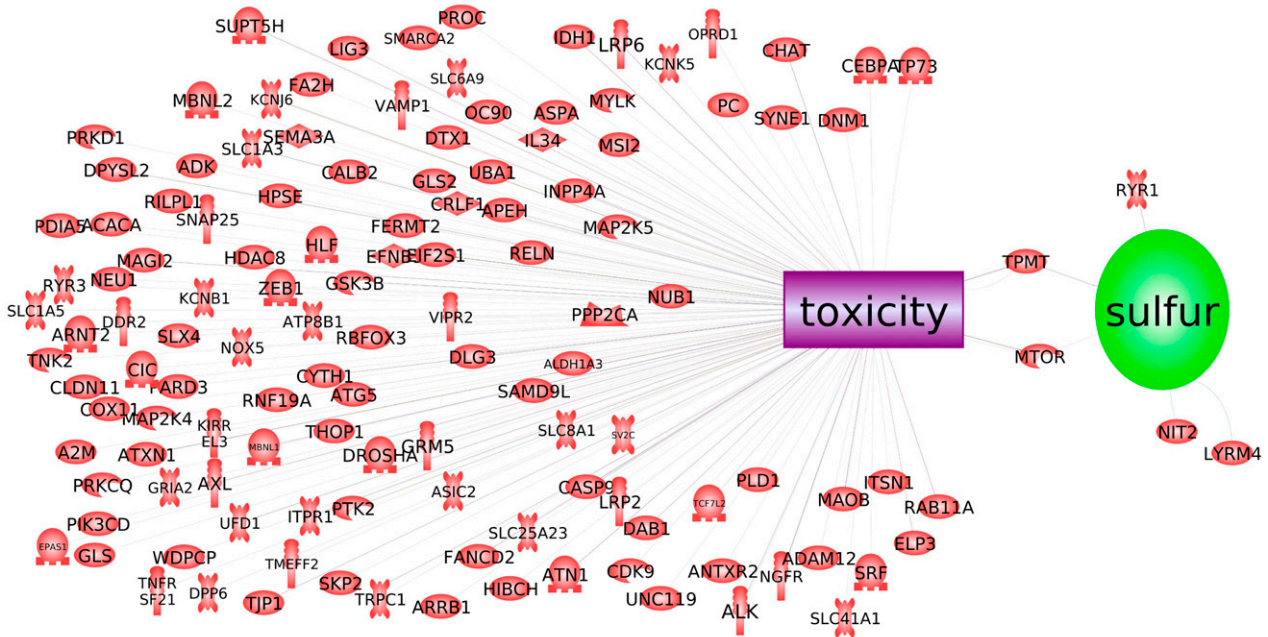 SUPT5H
PROC
LIG3
SMARCA2
IDH1
LRP6
OPRD1
CHAT
KCNK5
CEBPA
TP73
SLC6A9
FA2H
MBNL2
KCNJ6
VAMP1
OC90
ASPA
MYLK
PC
SYNE1
DNM1
PRKD1
SEMA3A
SLC1A3
DTX1
IL34
MSI2
DPYSL2
ADK
CALB2
GLS2
UBA1
INPP4A
RYR1
RILPL1
HPSE
CRLF1
APEH
PDIA5
ACACA
SNAP25
FERMT2
MAP2K5
HLF
EFNB
EIF2S1
RELN
MAGI2
HDAC8
TPMT
RYR3
NEU1
ZEB1
GSK3B
NUB1
SLC1A5
KCNB1
toxicity
sulfur
DDR2
ATP8B1
VIPR2
PPP2CA
ARNT2
SLX4
NOX5
RBFOX3
TNK2
DLG3
ALDH1A3
MTOR
CIC
CLDN11
PARD3
CYTH1
SAMD9L
COX11
RNF19A
ATG5
MAP2K4
KIRR
EL3
THOP1
SLC8A1
SV2C
NIT2
A2M
ATXN1
MBNL1
DROSHA
GRM5
LYRM4
PRKCQ
GRIA2
AXL
ASIC2
CASP9
PLD1
ITSN1
TCF7L2
MAOB
LRP2
RAB11A
PIK3CD
UFD1
ITPR1
PTK2
SLC25A23
DAB1
EPAS1
GLS
WDPCP
TMEFF2
FANCD2
ELP3
ADAM12
TNFR
SF21
DPP6
SKP2
TRPC1
HIBCH
ATN1
CDK9
ANTXR2
NGFR
SRF
TJP1
ARRB1
UNC119
ALK
SLC41A1